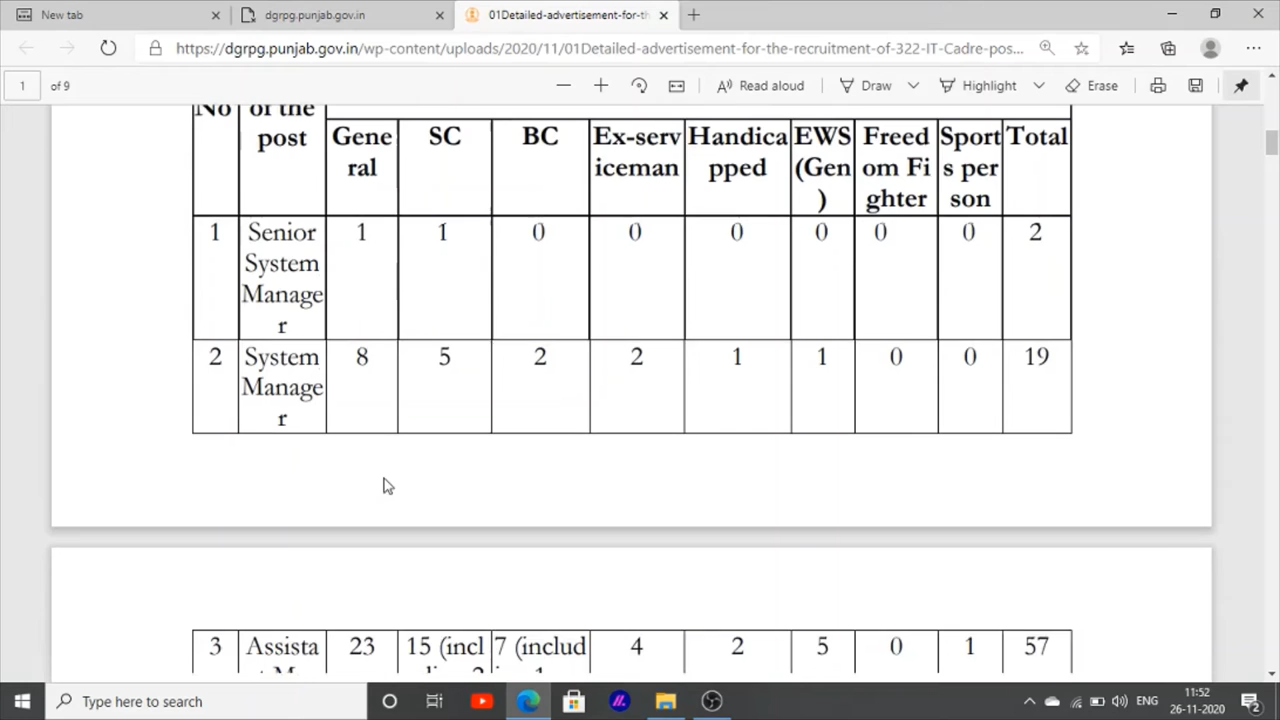 New tab
dgrpg.punjab.gov.in
01Detailed-advertisement-for-th
https://dgrpg.punjab.gov.in/wp-content/uploads/2020/11/01Detailed-advertisement-for-the-recruitment-of-322-IT-Cadre-pos...
1 of 9
Read aloud
Draw
Highlight
Erase
No of the post
Gene ral
SC
BC
Ex-serv iceman
Handica pped
EWS (Gen )
Freed om Fi ghter
Sport s per son
Total
1 Senior System Manage r 1 1 0 0 0 0 0 0 2
2 System Manage r 8 5 2 2 1 1 0 0 19
3 Assista 23 15 (incl 7 (includ 4 2 5 0 1 57
Type here to search
ENG
11:52
26-11-2020
2